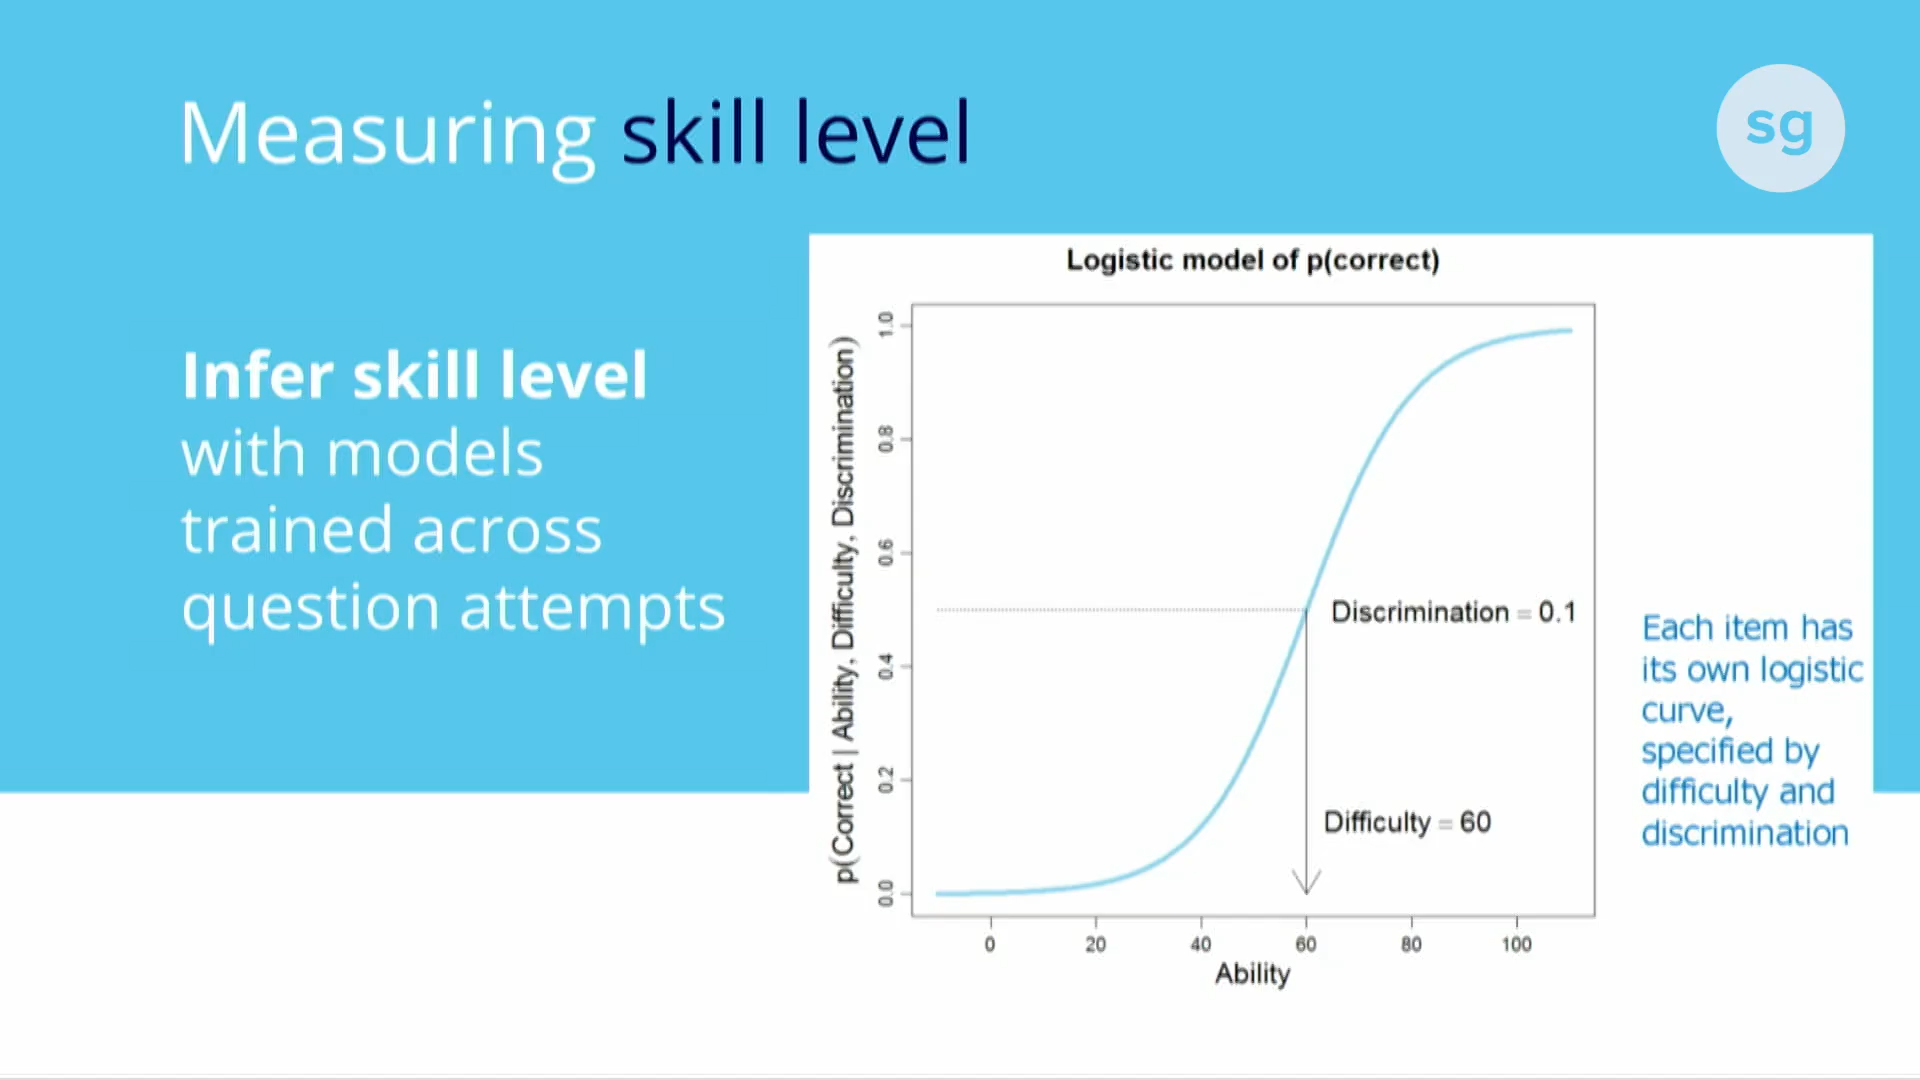 Measuring skill level
sg
Infer skill level
with models
trained across
question attempts
Logistic model of p(correct)
p(Correct | Ability, Difficulty, Discrimination)
1.0
0.8
0.6
0.4
0.2
0.0
Discrimination = 0.1
Difficulty = 60
0 20 40 60 80 100
Ability
Each item has
its own logistic
curve,
specified by
difficulty and
discrimination